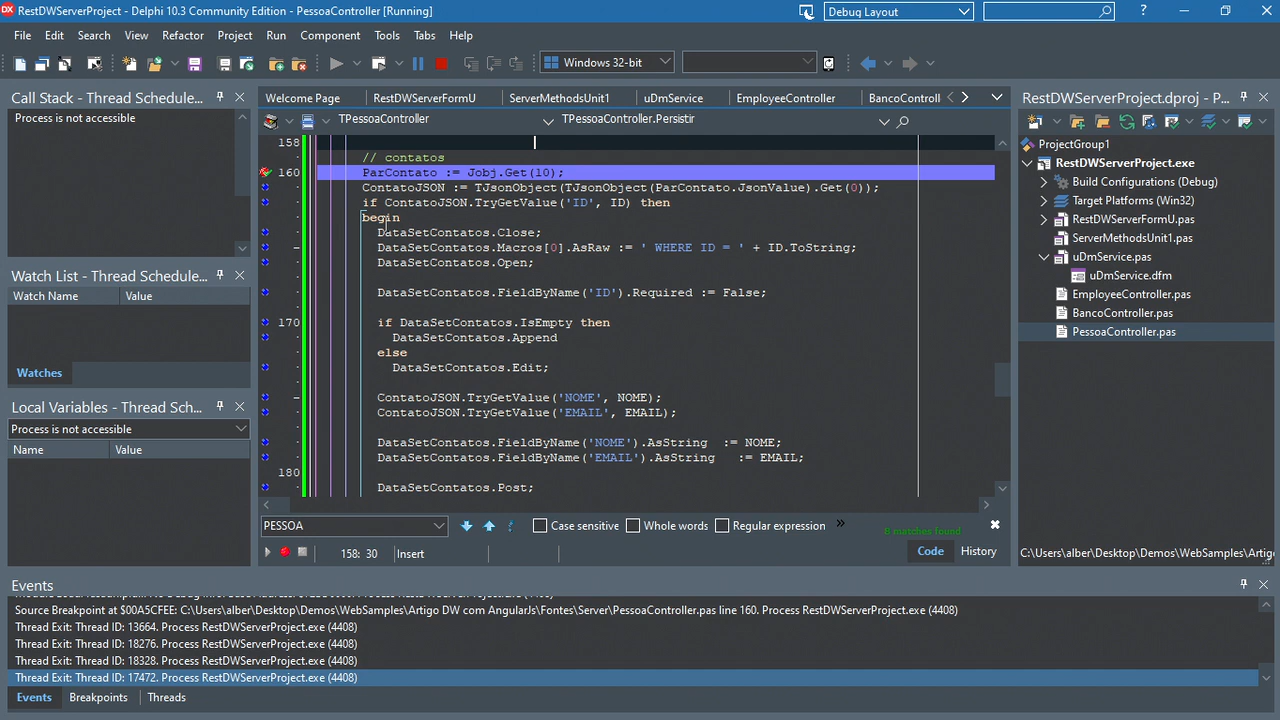 RestDWServerProject - Delphi 10.3 Community Edition - PessoaController [Running]
Debug Layout
File Edit Search View Refactor Project Run Component Tools Tabs Help
Windows 32-bit
Call Stack - Thread Schedule...
Process is not accessible
Watch List - Thread Schedule...
Watch Name Value
Watches
Local Variables - Thread Sch...
Process is not accessible
Name Value
Welcome Page RestDWServerFormU ServerMethodsUnit1 uDmService EmployeeController BancoControll
TPessoaController TPessoaController.Persistir
158
// contatos
160 ParContato := Jobj.Get(10);
ContatoJSON := TJsonObject(TJsonObject(ParContato.JsonValue).Get(0));
if ContatoJSON.TryGetValue('ID', ID) then
begin
DataSetContatos.Close;
DataSetContatos.Macros[0].AsRaw := ' WHERE ID = ' + ID.ToString;
DataSetContatos.Open;
DataSetContatos.FieldByName('ID').Required := False;
170 if DataSetContatos.IsEmpty then
DataSetContatos.Append
else
DataSetContatos.Edit;
ContatoJSON.TryGetValue('NOME', NOME);
ContatoJSON.TryGetValue('EMAIL', EMAIL);
DataSetContatos.FieldByName('NOME').AsString := NOME;
DataSetContatos.FieldByName('EMAIL').AsString := EMAIL;
180
DataSetContatos.Post;
PESSOA Case sensitive Whole words Regular expression 8 matches found
158: 30 Insert Code History
RestDWServerProject.dproj - P...
ProjectGroup1
RestDWServerProject.exe
Build Configurations (Debug)
Target Platforms (Win32)
RestDWServerFormU.pas
ServerMethodsUnit1.pas
uDmService.pas
uDmService.dfm
EmployeeController.pas
BancoController.pas
PessoaController.pas
C:\Users\alber\Desktop\Demos\WebSamples\Artigo
Events
Source Breakpoint at $00A5CFEE: C:\Users\alber\Desktop\Demos\WebSamples\Artigo DW com AngularJs\Fontes\Server\PessoaController.pas line 160. Process RestDWServerProject.exe (4408)
Thread Exit: Thread ID: 13664. Process RestDWServerProject.exe (4408)
Thread Exit: Thread ID: 18276. Process RestDWServerProject.exe (4408)
Thread Exit: Thread ID: 18328. Process RestDWServerProject.exe (4408)
Thread Exit: Thread ID: 17472. Process RestDWServerProject.exe (4408)
Events Breakpoints Threads